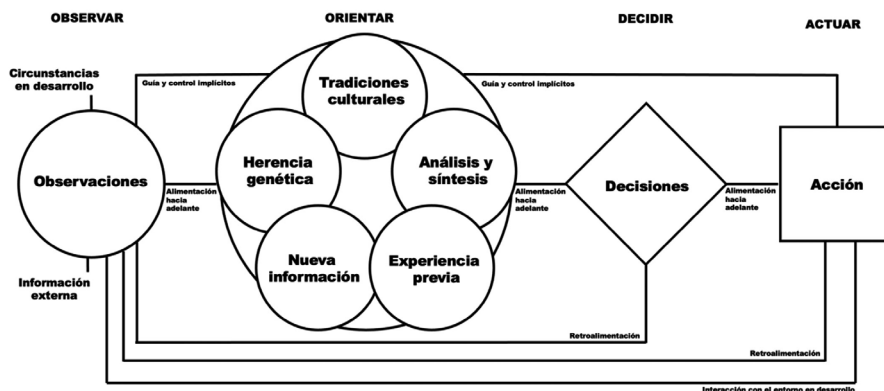 OBSERVAR
ORIENTAR
DECIDIR
ACTUAR
Circunstancias
en desarrollo
Guía y control implícitos
Tradiciones
culturales
Guía y control implícitos
Observaciones
Alimentación
hacia
adelante
Herencia
genética
Análisis y
síntesis
Alimentación
hacia
adelante
Decisiones
Alimentación
hacia
adelante
Acción
Información
externa
Nueva
información
Experiencia
previa
Retroalimentación
Retroalimentación
Interacción con el entorno en desarrollo